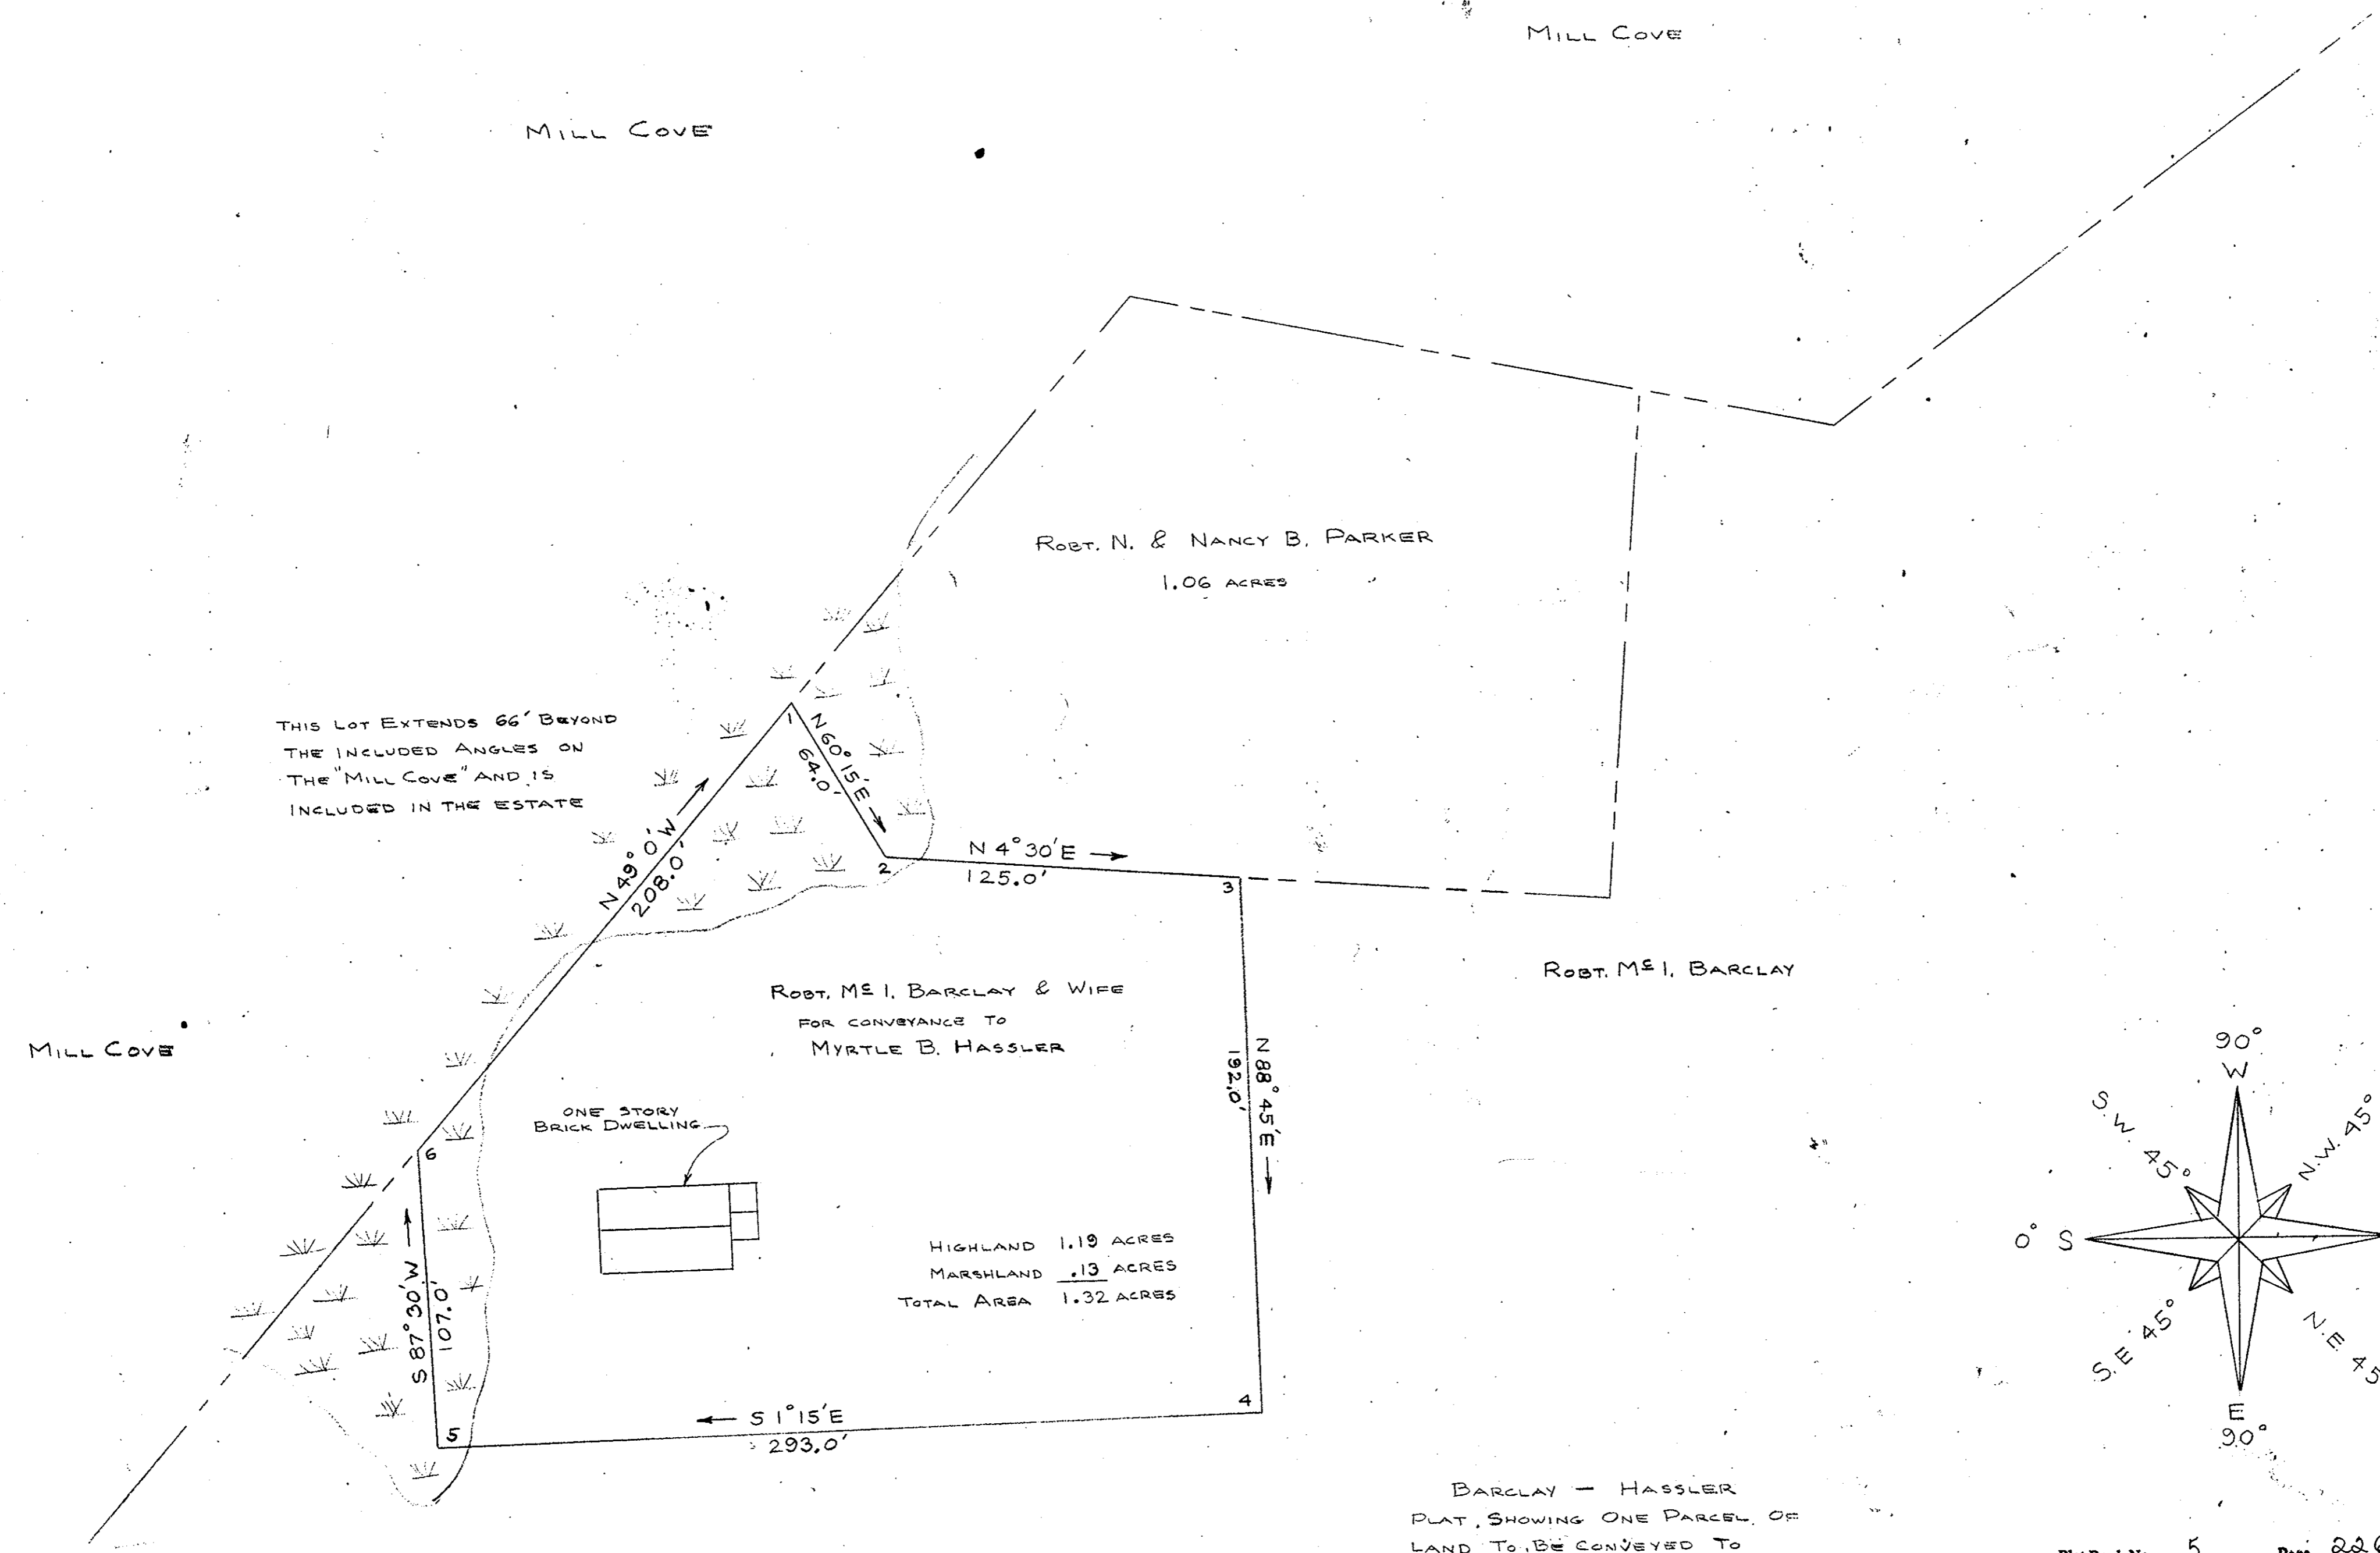 MILL COVE
MILL COVE
ROBT. N. & NANCY B. PARKER
1.06 ACRES
THIS LOT EXTENDS 66' BEYOND
THE INCLUDED ANGLES ON
THE "MILL COVE" AND IS
INCLUDED IN THE ESTATE
1
N 60° 15' E
64.0'
N 49° 0' W
208.0'
2
N 4° 30' E
125.0'
3
ROBT. Mc I. BARCLAY
ROBT. Mc I. BARCLAY & WIFE
FOR CONVEYANCE TO
MYRTLE B. HASSLER
MILL COVE
N 88° 45' E
192.0'
ONE STORY
BRICK DWELLING
6
HIGHLAND 1.19 ACRES
MARSHLAND .13 ACRES
TOTAL AREA 1.32 ACRES
S 87° 30' W
107.0'
4
S 1° 15' E
293.0'
5
90°
W
S.W. 45°
N.W. 45°
0° S
S.E 45°
N.E 45
E
90°
BARCLAY — HASSLER
PLAT, SHOWING ONE PARCEL OF
LAND TO BE CONVEYED TO
5